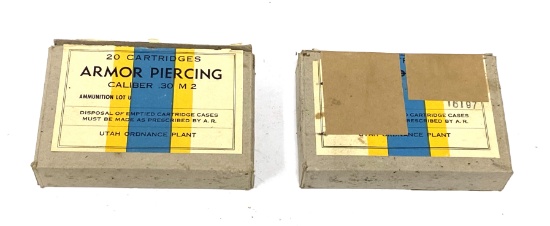 20 CARTRIDGES
ARMOR PIERCING
CALIBER .30 M 2
AMMUNITION LOT
DISPOSAL OF EMPTIED CARTRIDGE CASES
MUST BE MADE AS PRESCRIBED BY A. R.
UTAH ORDNANCE PLANT
CARTRIDGE CASES
PRESCRIBED BY A. R.
UTAH ORDNANCE PLANT